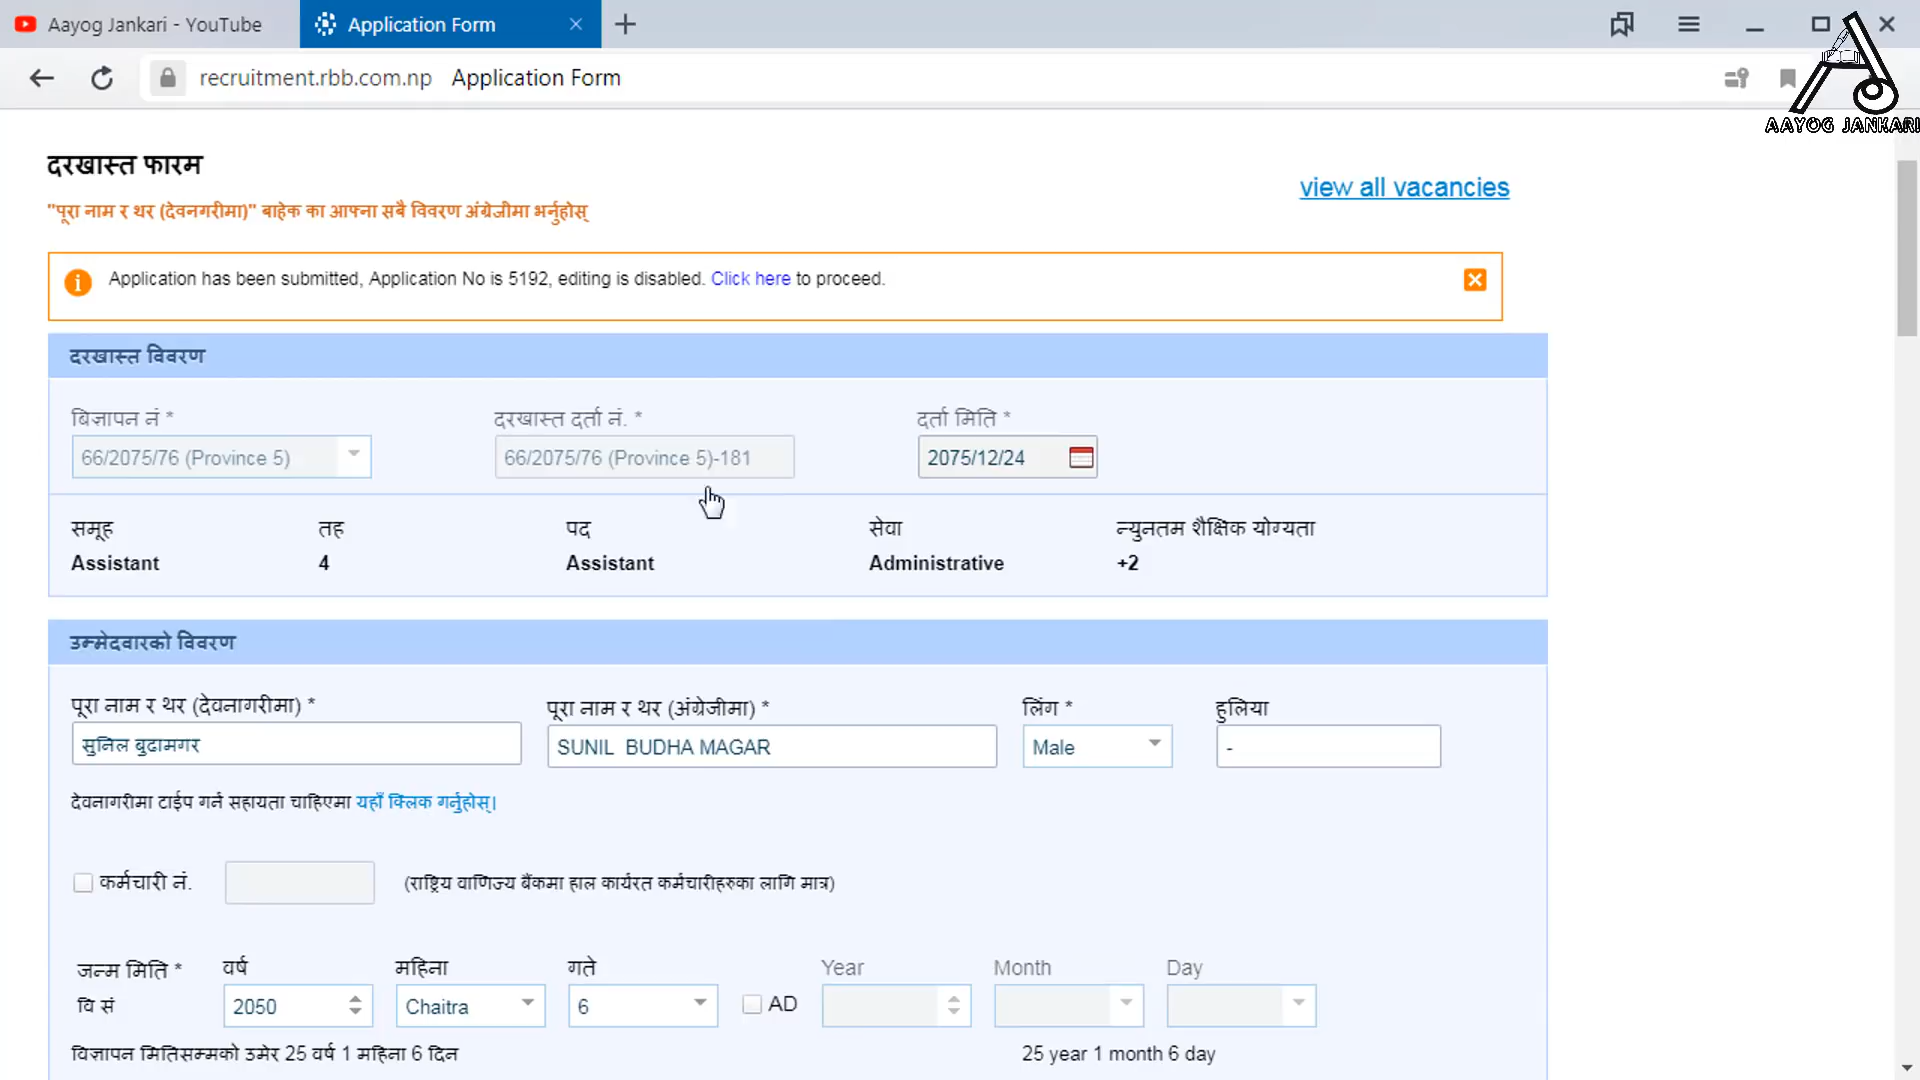 Aayog Jankari - YouTube
Application Form
recruitment.rbb.com.np Application Form
AAYOG JANKARI
दरखास्त फारम
view all vacancies
"पूरा नाम र थर (देवनगरीमा)" बाहेक का आफ्ना सबै विवरण अंग्रेजीमा भर्नुहोस्
Application has been submitted, Application No is 5192, editing is disabled. Click here to proceed.
दरखास्त विवरण
बिज्ञापन नं * दरखास्त दर्ता नं. * दर्ता मिति *
66/2075/76 (Province 5) 66/2075/76 (Province 5)-181 2075/12/24
समूह तह पद सेवा न्युनतम शैक्षिक योग्यता
Assistant 4 Assistant Administrative +2
उम्मेदवारको विवरण
पूरा नाम र थर (देवनागरीमा) * पूरा नाम र थर (अंग्रेजीमा) * लिंग * हुलिया
सुनिल बुढामगर SUNIL BUDHA MAGAR Male -
देवनागरीमा टाईप गर्न सहायता चाहिएमा यहाँ क्लिक गर्नुहोस्।
कर्मचारी नं. (राष्ट्रिय वाणिज्य बैंकमा हाल कार्यरत कर्मचारीहरुका लागि मात्र)
जन्म मिति * वर्ष महिना गते Year Month Day
वि सं 2050 Chaitra 6 AD
विज्ञापन मितिसम्मको उमेर 25 वर्ष 1 महिना 6 दिन 25 year 1 month 6 day